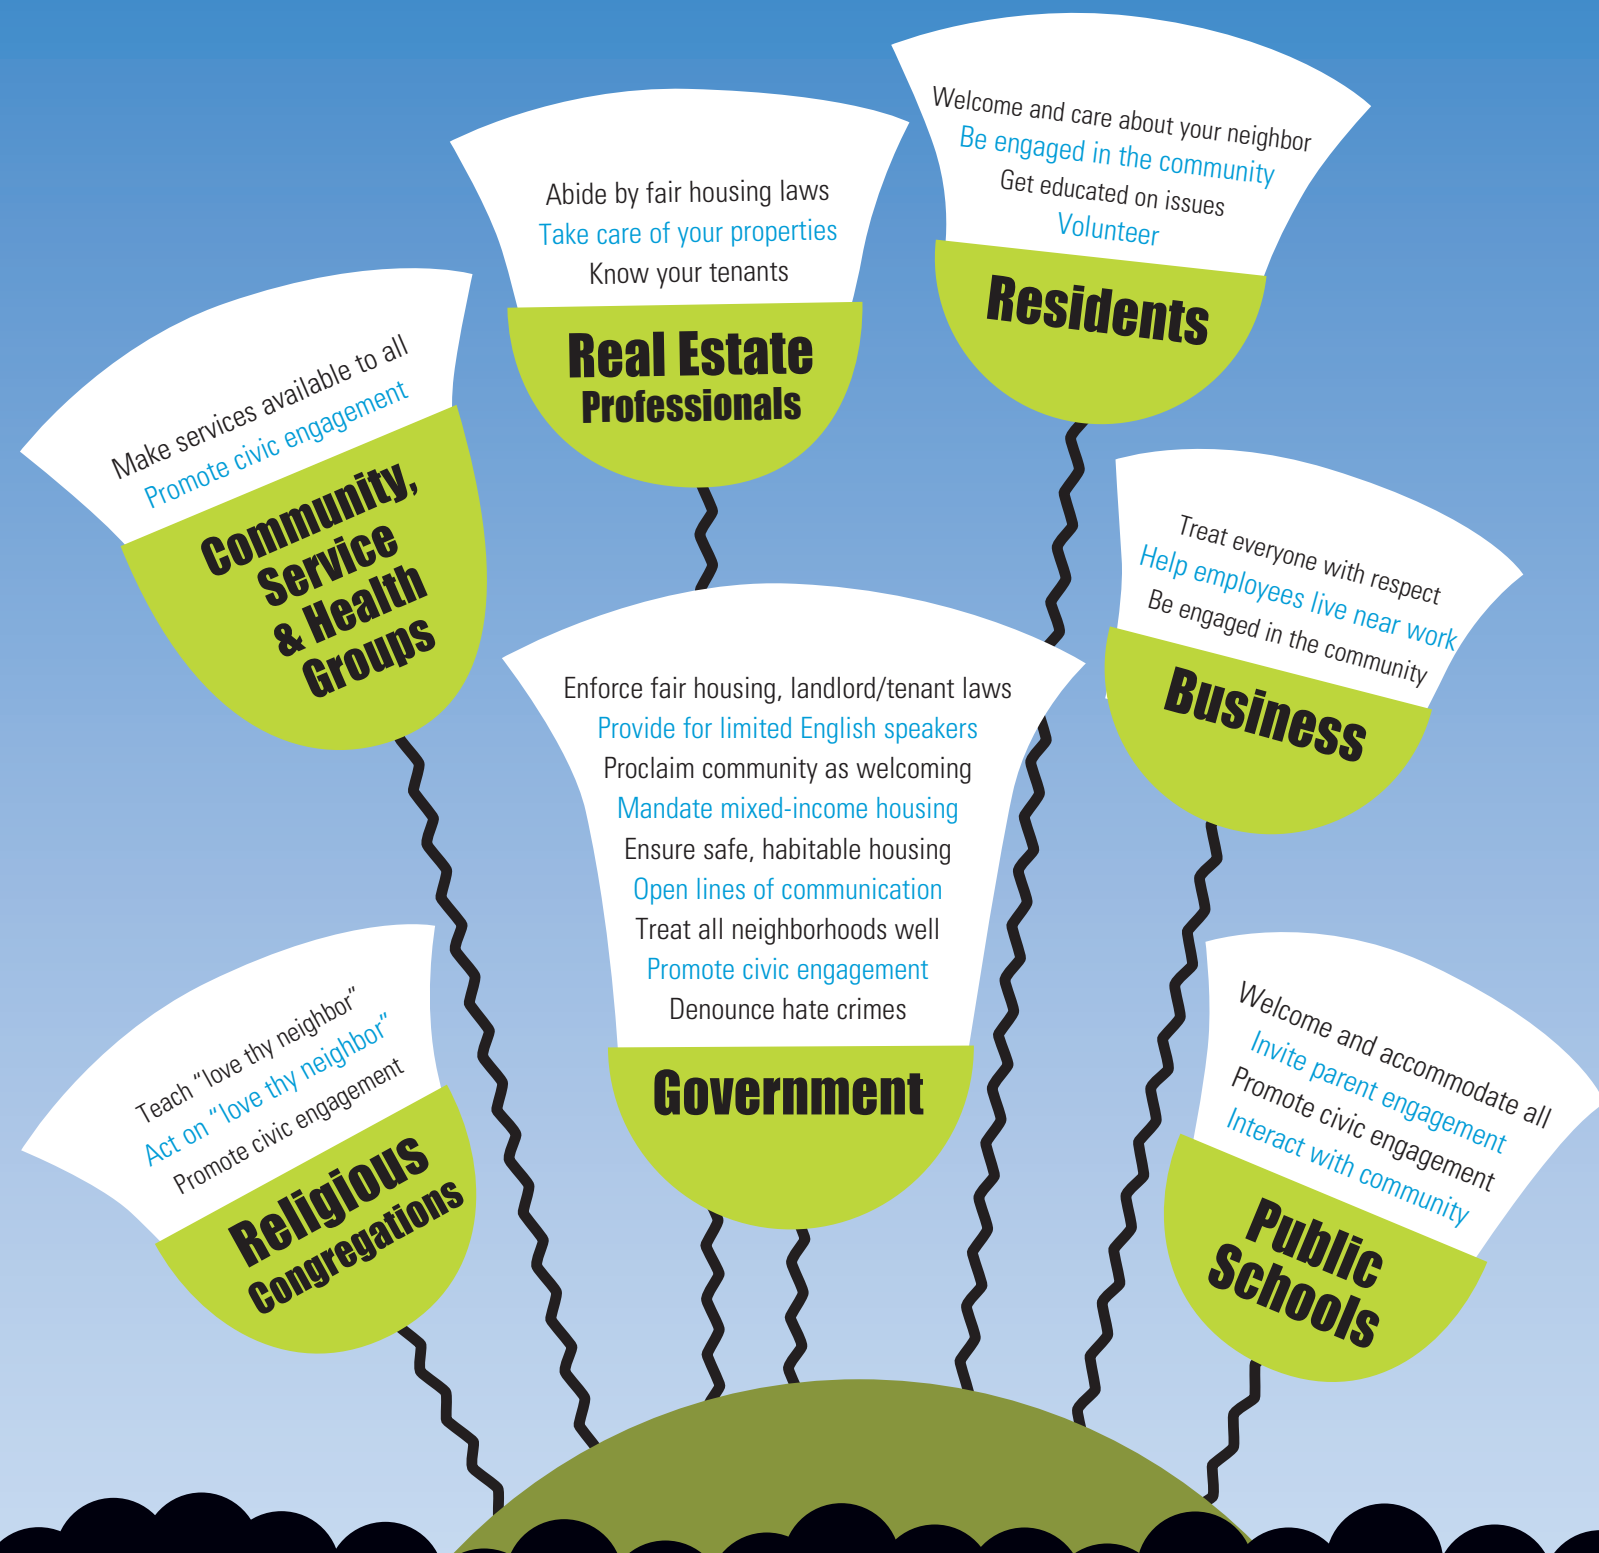 Welcome and care about your neighbor
Be engaged in the community
Get educated on issues
Volunteer
Residents
Abide by fair housing laws
Take care of your properties
Know your tenants
Real Estate
Professionals
Make services available to all
Promote civic engagement
Community,
Service
& Health
Groups
Treat everyone with respect
Help employees live near work
Be engaged in the community
Business
Enforce fair housing, landlord/tenant laws
Provide for limited English speakers
Proclaim community as welcoming
Mandate mixed-income housing
Ensure safe, habitable housing
Open lines of communication
Treat all neighborhoods well
Promote civic engagement
Denounce hate crimes
Government
Teach “love thy neighbor”
Act on “love thy neighbor”
Promote civic engagement
Religious
Congregations
Welcome and accommodate all
Invite parent engagement
Promote civic engagement
Interact with community
Public
Schools